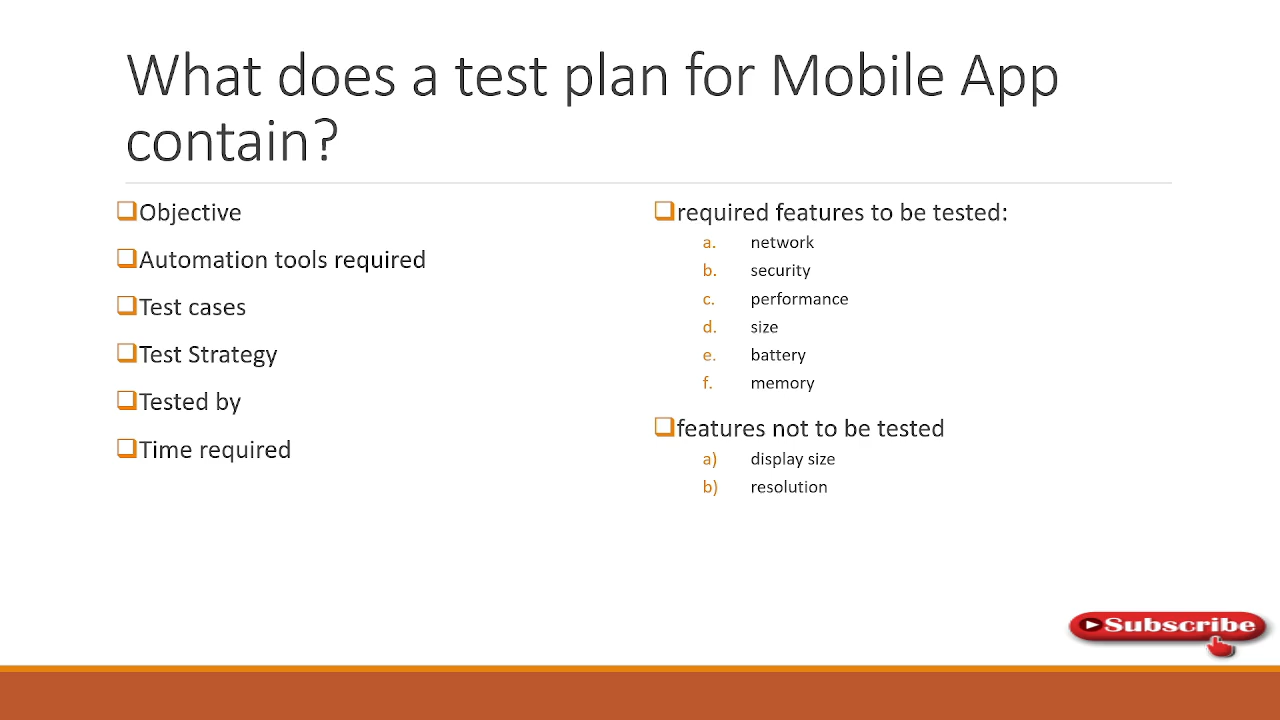 What does a test plan for Mobile App
contain?
Objective
Automation tools required
Test cases
Test Strategy
Tested by
Time required
required features to be tested:
a. network
b. security
c. performance
d. size
e. battery
f. memory
features not to be tested
a) display size
b) resolution
Subscribe